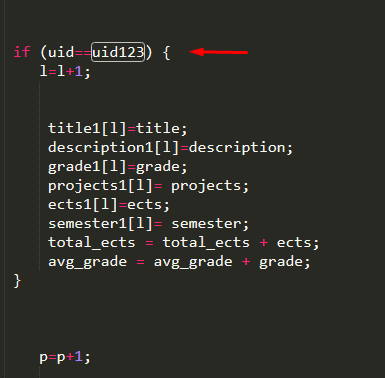 if (uid==uid123) {
l=l+1;
title1[l]=title;
description1[l]=description;
grade1[l]=grade;
projects1[l]= projects;
ects1[l]=ects;
semester1[l]= semester;
total_ects = total_ects + ects;
avg_grade = avg_grade + grade;
}
p=p+1;